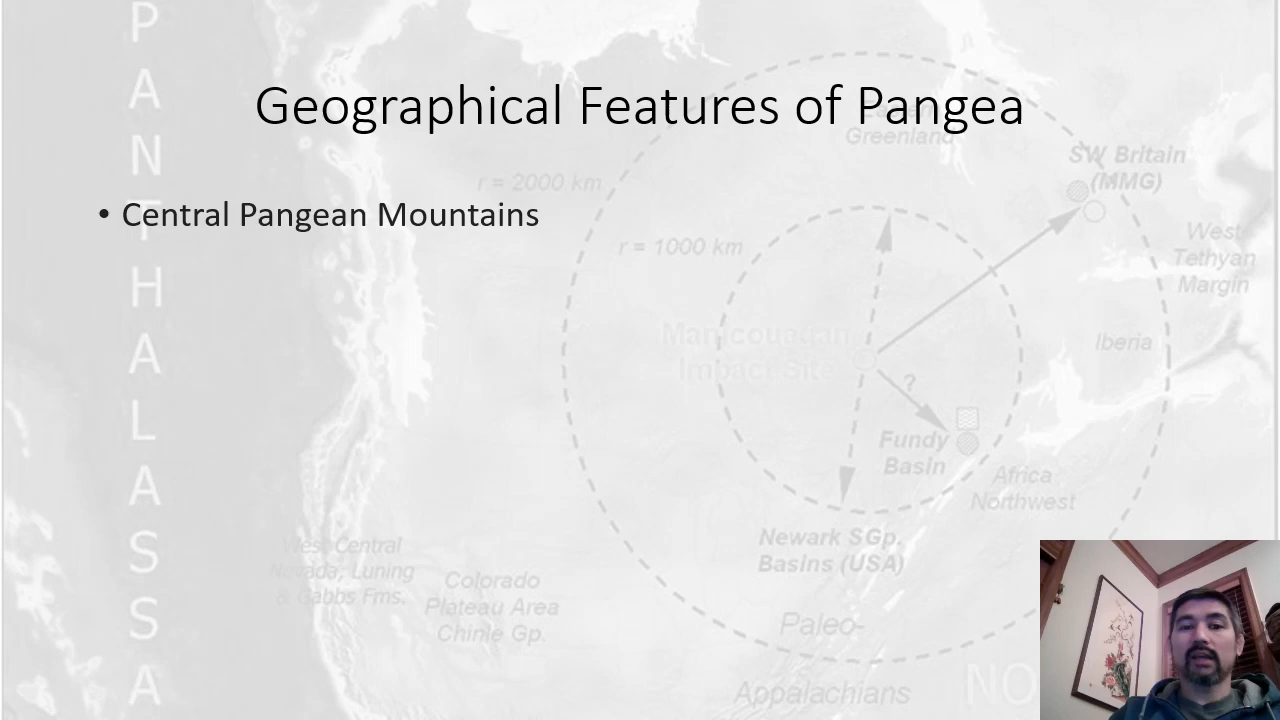 Geographical Features of Pangea
• Central Pangean Mountains
PANTHALASSA
Greenland
r = 2000 km
r = 1000 km
SW Britain
(MMG)
West
Tethyan
Margin
Manicouagan
Impact Site
Iberia
?
Fundy
Basin
Africa
Northwest
Newark SGp.
Basins (USA)
West Central
Nevada, Luning
& Gabbs Fms.
Colorado
Plateau Area
Chinle Gp.
Paleo-
Appalachians
NO